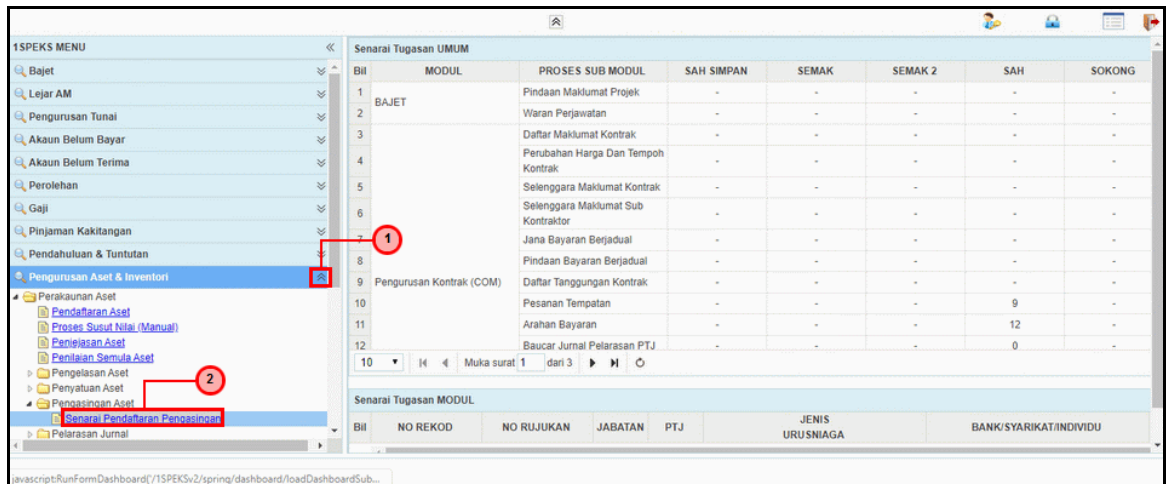 1SPEKS MENU
Bajet
Lejar AM
Pengurusan Tunai
Akaun Belum Bayar
Akaun Belum Terima
Perolehan
Gaji
Pinjaman Kakitangan
Pendahuluan & Tuntutan
Pengurusan Aset & Inventori
Perakaunan Aset
Pendaftaran Aset
Proses Susut Nilai (Manual)
Penjejasan Aset
Penilaian Semula Aset
Pengelasan Aset
Penyatuan Aset
Pengasingan Aset
Senarai Pendaftaran Pengasingan
Pelarasan Jurnal
1
2
Senarai Tugasan UMUM
Bil MODUL PROSES SUB MODUL SAH SIMPAN SEMAK SEMAK 2 SAH SOKONG
1 BAJET Pindaan Maklumat Projek - - - - -
2 Waran Perjawatan - - - - -
3 Daftar Maklumat Kontrak - - - - -
4 Perubahan Harga Dan Tempoh Kontrak - - - - -
5 Selenggara Maklumat Kontrak - - - - -
6 Selenggara Maklumat Sub Kontraktor - - - - -
7 Jana Bayaran Berjadual - - - - -
8 Pindaan Bayaran Berjadual - - - - -
9 Pengurusan Kontrak (COM) Daftar Tanggungan Kontrak - - - - -
10 Pesanan Tempatan - - - 9 -
11 Arahan Bayaran - - - 12 -
12 Baucar Jurnal Pelarasan PTJ - - - 0 -
10 Muka surat 1 dari 3
Senarai Tugasan MODUL
Bil NO REKOD NO RUJUKAN JABATAN PTJ JENIS URUSNIAGA BANK/SYARIKAT/INDIVIDU
javascript:RunFormDashboard('/1SPEKSv2/spring/dashboard/loadDashboardSub...